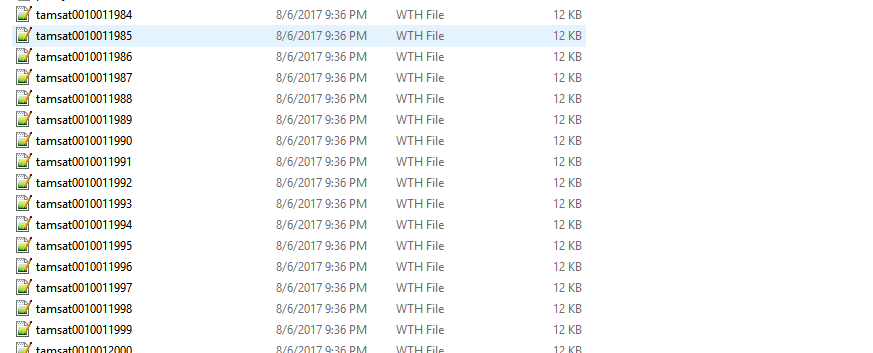 tamsat0010011984 8/6/2017 9:36 PM WTH File 12 KB
tamsat0010011985 8/6/2017 9:36 PM WTH File 12 KB
tamsat0010011986 8/6/2017 9:36 PM WTH File 12 KB
tamsat0010011987 8/6/2017 9:36 PM WTH File 12 KB
tamsat0010011988 8/6/2017 9:36 PM WTH File 12 KB
tamsat0010011989 8/6/2017 9:36 PM WTH File 12 KB
tamsat0010011990 8/6/2017 9:36 PM WTH File 12 KB
tamsat0010011991 8/6/2017 9:36 PM WTH File 12 KB
tamsat0010011992 8/6/2017 9:36 PM WTH File 12 KB
tamsat0010011993 8/6/2017 9:36 PM WTH File 12 KB
tamsat0010011994 8/6/2017 9:36 PM WTH File 12 KB
tamsat0010011995 8/6/2017 9:36 PM WTH File 12 KB
tamsat0010011996 8/6/2017 9:36 PM WTH File 12 KB
tamsat0010011997 8/6/2017 9:36 PM WTH File 12 KB
tamsat0010011998 8/6/2017 9:36 PM WTH File 12 KB
tamsat0010011999 8/6/2017 9:36 PM WTH File 12 KB
tamsat0010012000 8/6/2017 9:36 PM WTH File 12 KB